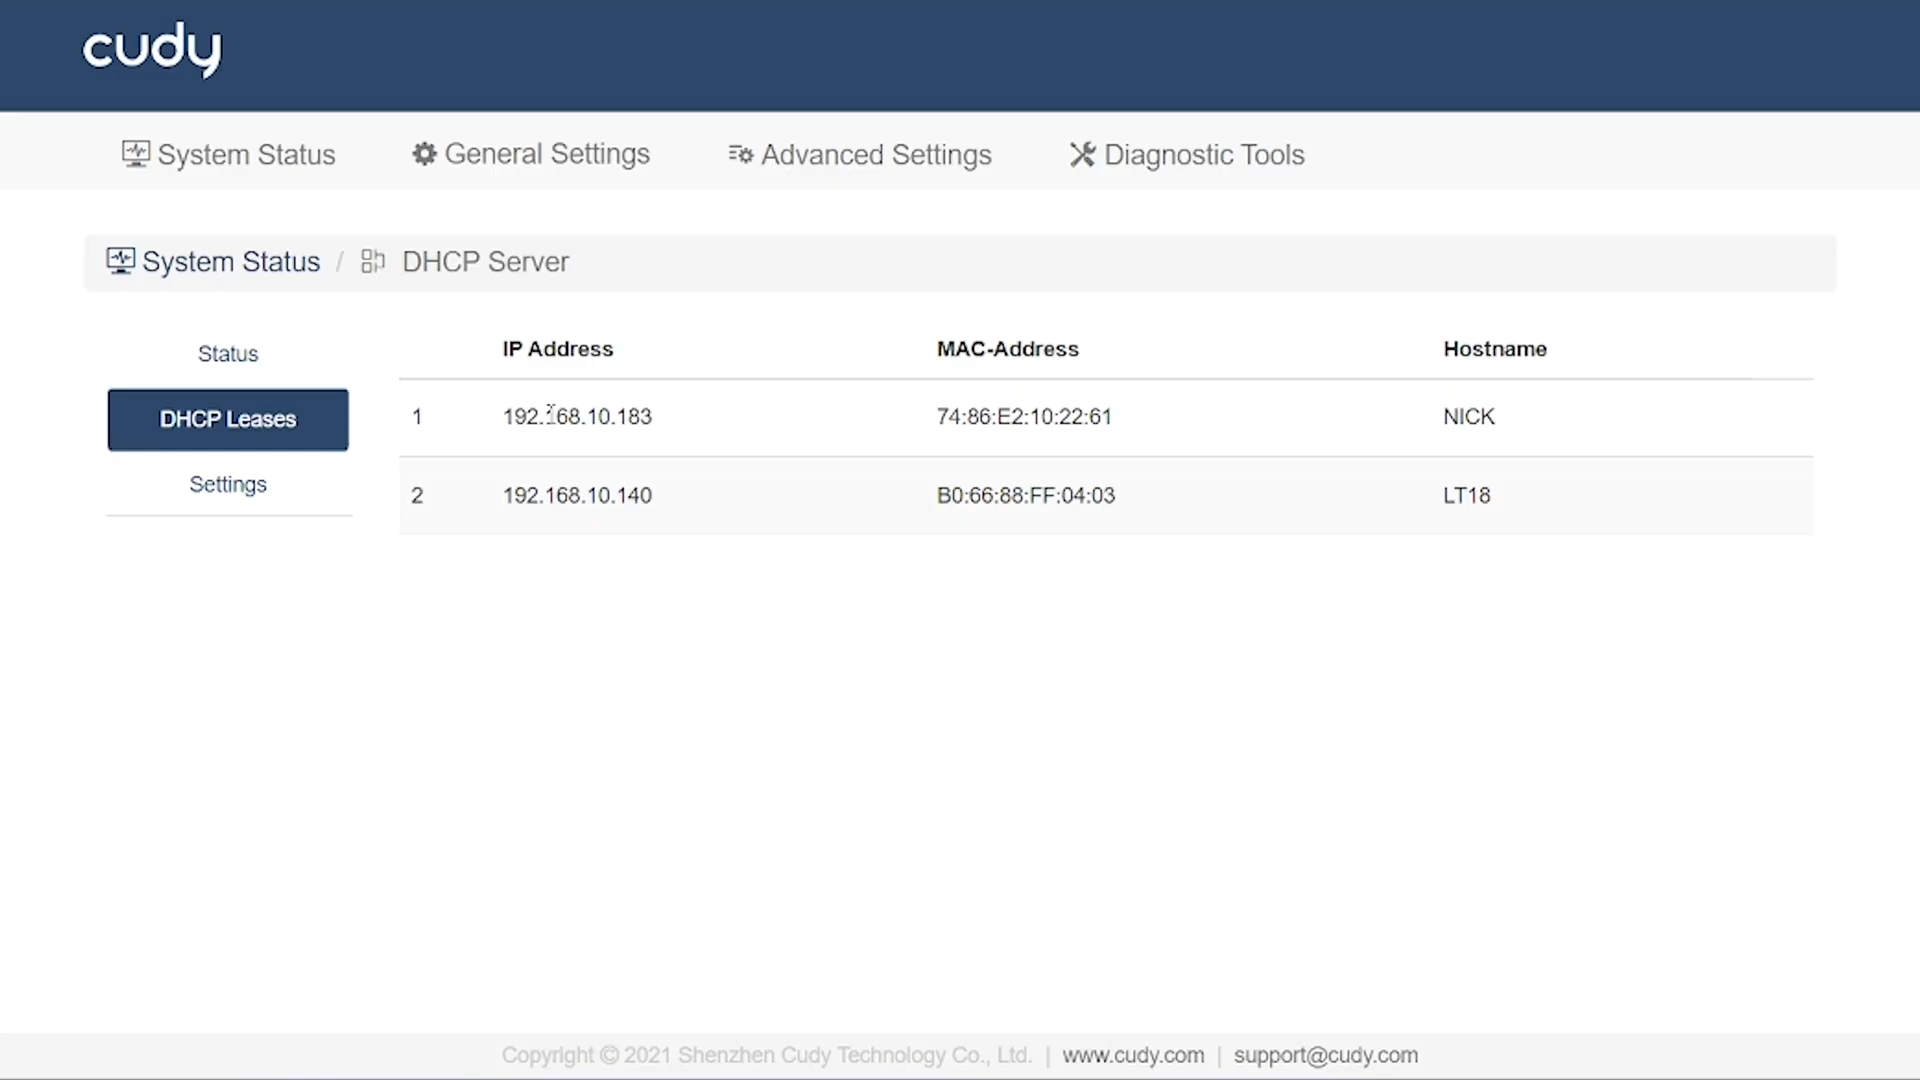 cudy
System Status General Settings Advanced Settings Diagnostic Tools
System Status / DHCP Server
Status
DHCP Leases
Settings
IP Address MAC-Address Hostname
1 192.168.10.183 74:86:E2:10:22:61 NICK
2 192.168.10.140 B0:66:88:FF:04:03 LT18
Copyright © 2021 Shenzhen Cudy Technology Co., Ltd. | www.cudy.com | support@cudy.com